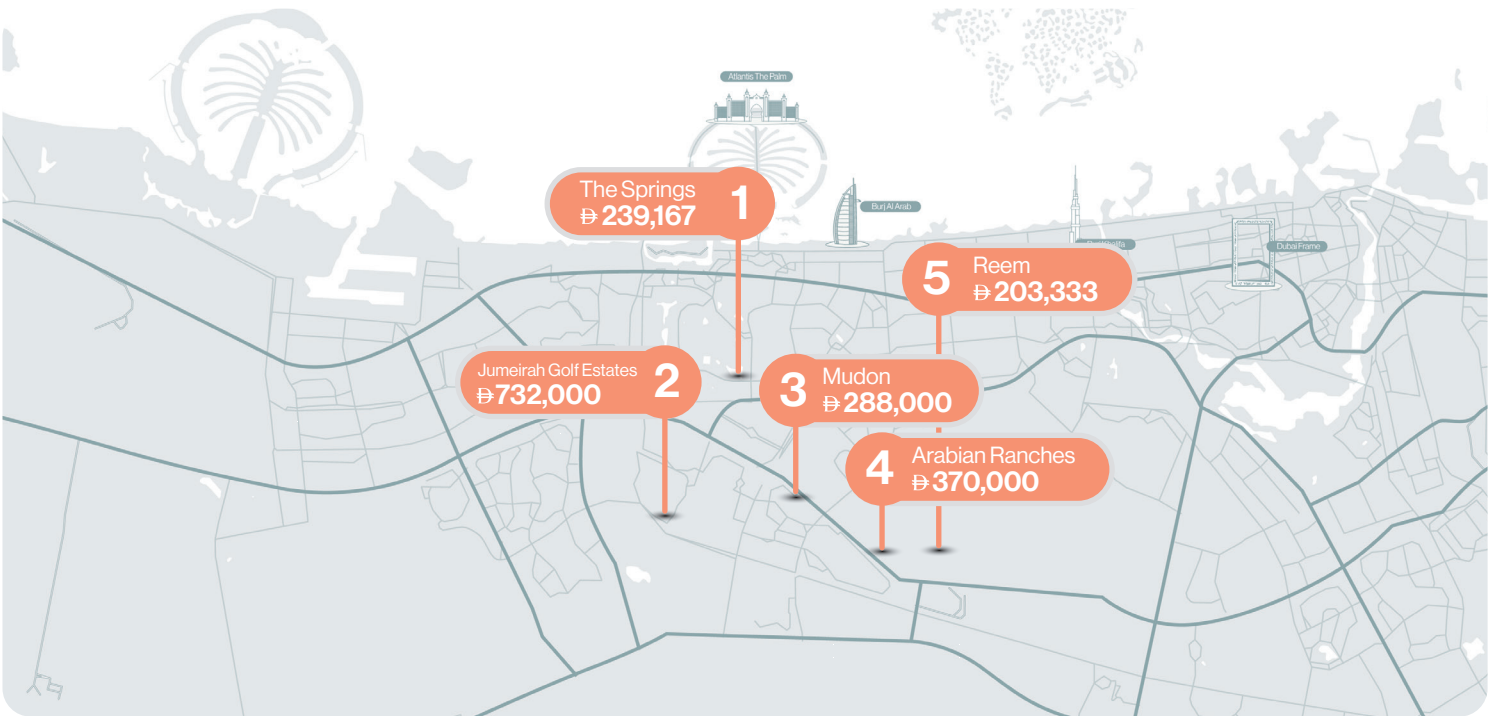 Atlantis The Palm
The Springs
1
239,167
Burj Al Arab
Dubai Frame
5
Reem
203,333
Jumeirah Golf Estates
2
732,000
3
Mudon
288,000
4
Arabian Ranches
370,000